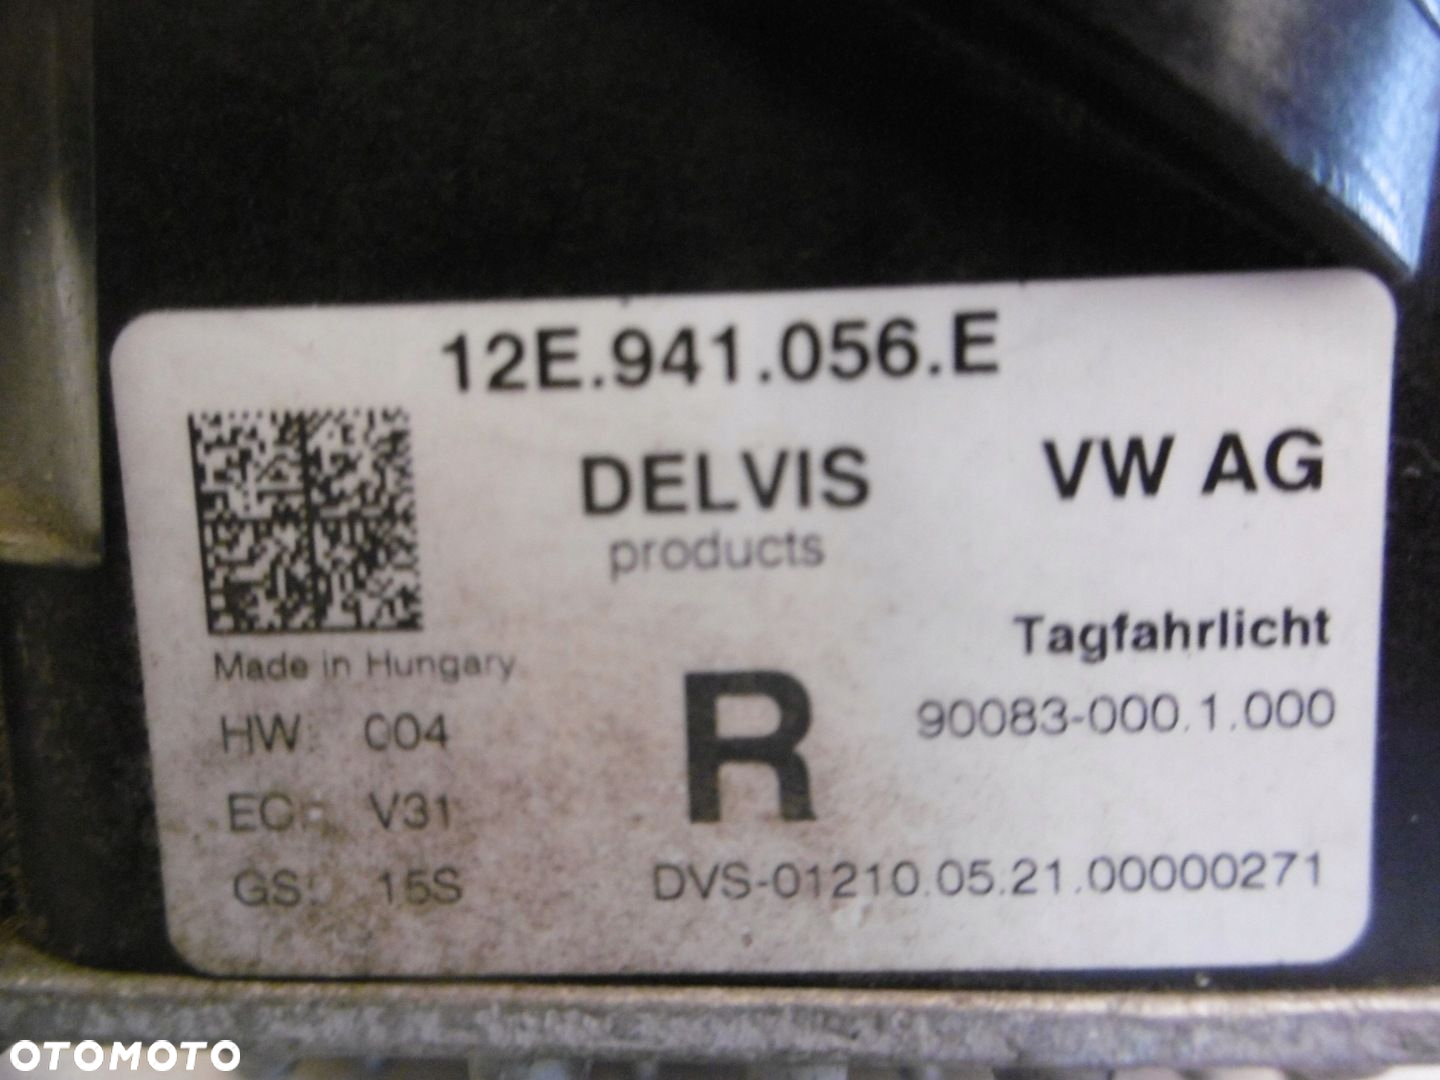 12E.941.056.E
DELVIS
products
VW AG
Tagfahrlicht
Made in Hungary
R
90083-000.1.000
HW: 004
EC: V31
GS: 15S
DVS-01210.05.21.00000271
OTOMOTO